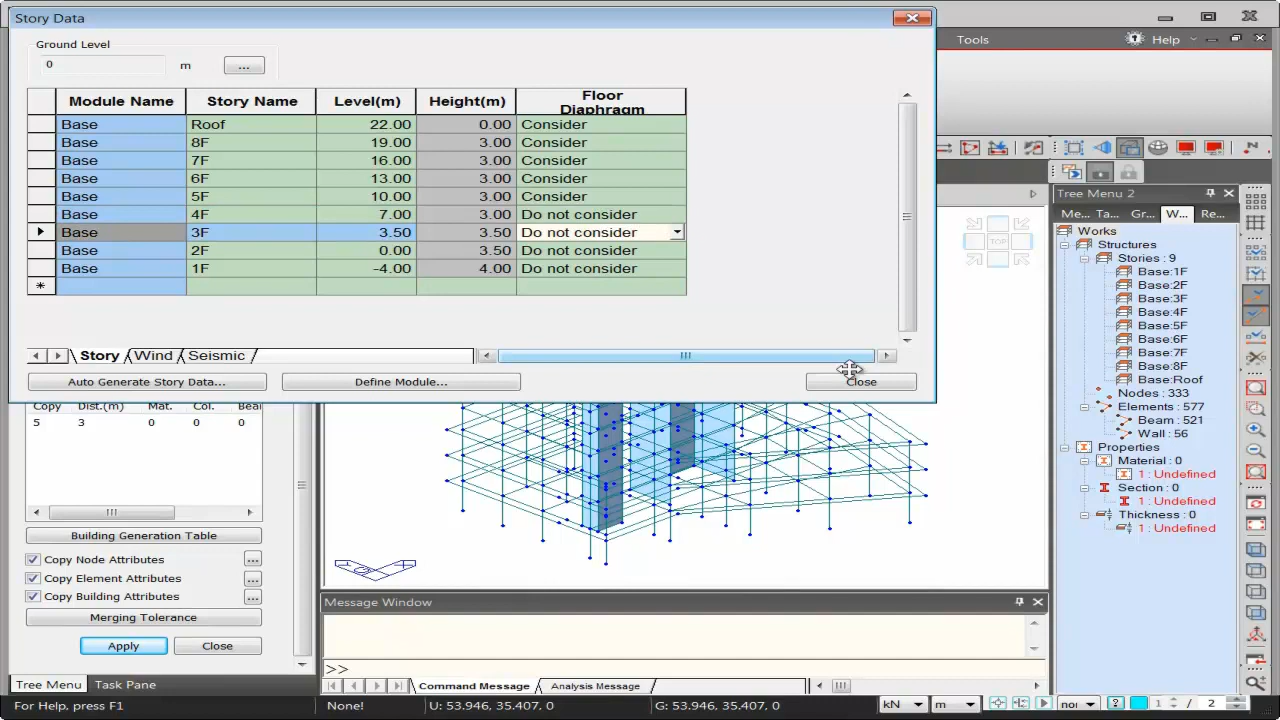 Story Data
Tools
Help
Ground Level
0 m ...
Module Name Story Name Level(m) Height(m) Floor Diaphragm
Base Roof 22.00 0.00 Consider
Base 8F 19.00 3.00 Consider
Base 7F 16.00 3.00 Consider
Base 6F 13.00 3.00 Consider
Base 5F 10.00 3.00 Consider
Base 4F 7.00 3.00 Do not consider
Base 3F 3.50 3.50 Do not consider
Base 2F 0.00 3.50 Do not consider
Base 1F -4.00 4.00 Do not consider
Story Wind Seismic
Auto Generate Story Data... Define Module... Close
Copy Dist.(m) Mat. Col. Bea
5 3 0 0 0
Building Generation Table
Copy Node Attributes ...
Copy Element Attributes ...
Copy Building Attributes ...
Merging Tolerance
Apply Close
Tree Menu Task Pane
TOP
Tree Menu 2
Me... Ta... Gr... W... Re...
Works
Structures
Stories : 9
Base:1F
Base:2F
Base:3F
Base:4F
Base:5F
Base:6F
Base:7F
Base:8F
Base:Roof
Nodes : 333
Elements : 577
Beam : 521
Wall : 56
Properties
Material : 0
1 : Undefined
Section : 0
1 : Undefined
Thickness : 0
1 : Undefined
Message Window
>>
Command Message Analysis Message
For Help, press F1 None! U: 53.946, 35.407, 0 G: 53.946, 35.407, 0 kN m nor ? 1 / 2